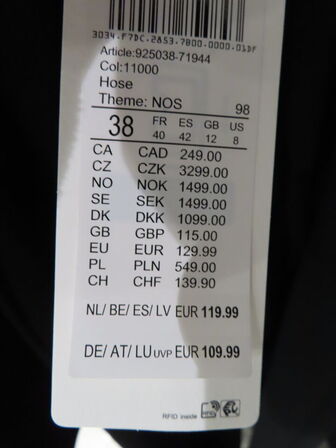 3034.F7DC.2853.7800.0000.01DF
Article:925038-71944
Col:11000
Hose
Theme: NOS 98
38 FR 40 ES 42 GB 12 US 8
CA CAD 249.00
CZ CZK 3299.00
NO NOK 1499.00
SE SEK 1499.00
DK DKK 1099.00
GB GBP 115.00
EU EUR 129.99
PL PLN 549.00
CH CHF 139.90
NL/ BE/ ES/ LV EUR 119.99
DE/ AT/ LU UVP EUR 109.99
RFID inside